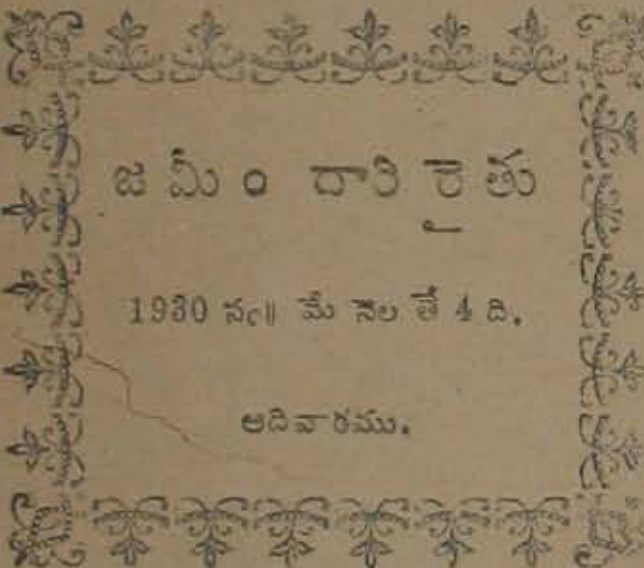 జమీం దారి రైతు
1930 సం॥ మే నెల తే 4 ది.
ఆదివారము.